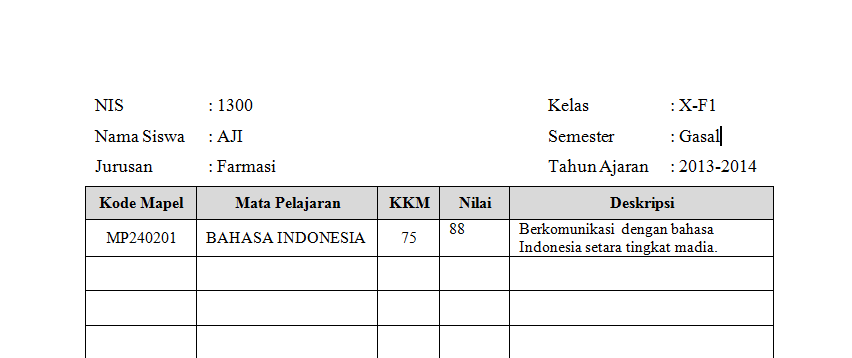 NIS : 1300 Kelas : X-F1
Nama Siswa : AJI Semester : Gasal
Jurusan : Farmasi Tahun Ajaran : 2013-2014
Kode Mapel Mata Pelajaran KKM Nilai Deskripsi
MP240201 BAHASA INDONESIA 75 88 Berkomunikasi dengan bahasa
Indonesia setara tingkat madia.